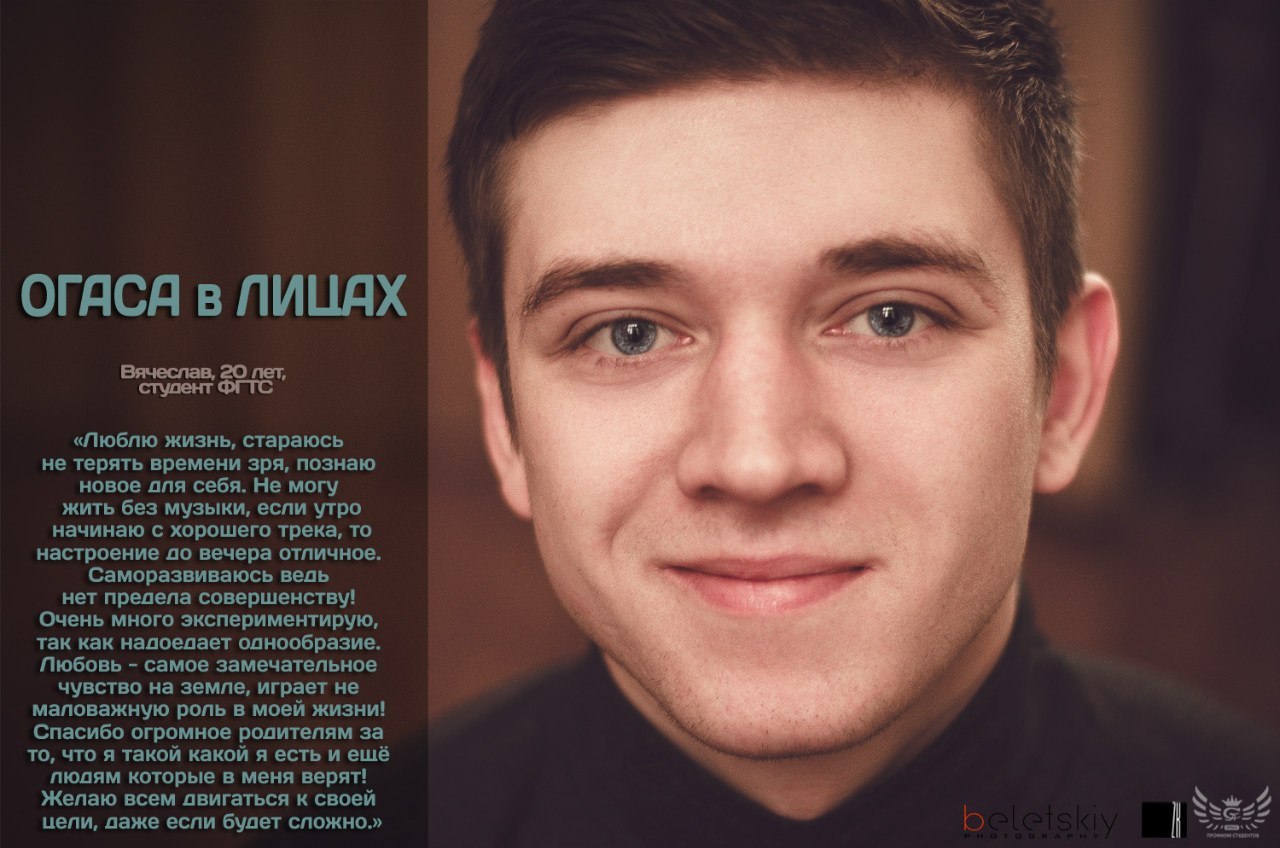 ОГАСА в ЛИЦАХ
Вячеслав, 20 лет,
студент ФГТС
«Люблю жизнь, стараюсь
не терять времени зря, познаю
новое для себя. Не могу
жить без музыки, если утро
начинаю с хорошего трека, то
настроение до вечера отличное.
Саморазвиваюсь ведь
нет предела совершенству!
Очень много экспериментирую,
так как надоедает однообразие.
Любовь - самое замечательное
чувство на земле, играет не
маловажную роль в моей жизни!
Спасибо огромное родителям за
то, что я такой какой я есть и ещё
людям которые в меня верят!
Желаю всем двигаться к своей
цели, даже если будет сложно.»
beletskiy
PHOTOGRAPHY
ПРОФКОМ СТУДЕНТОВ